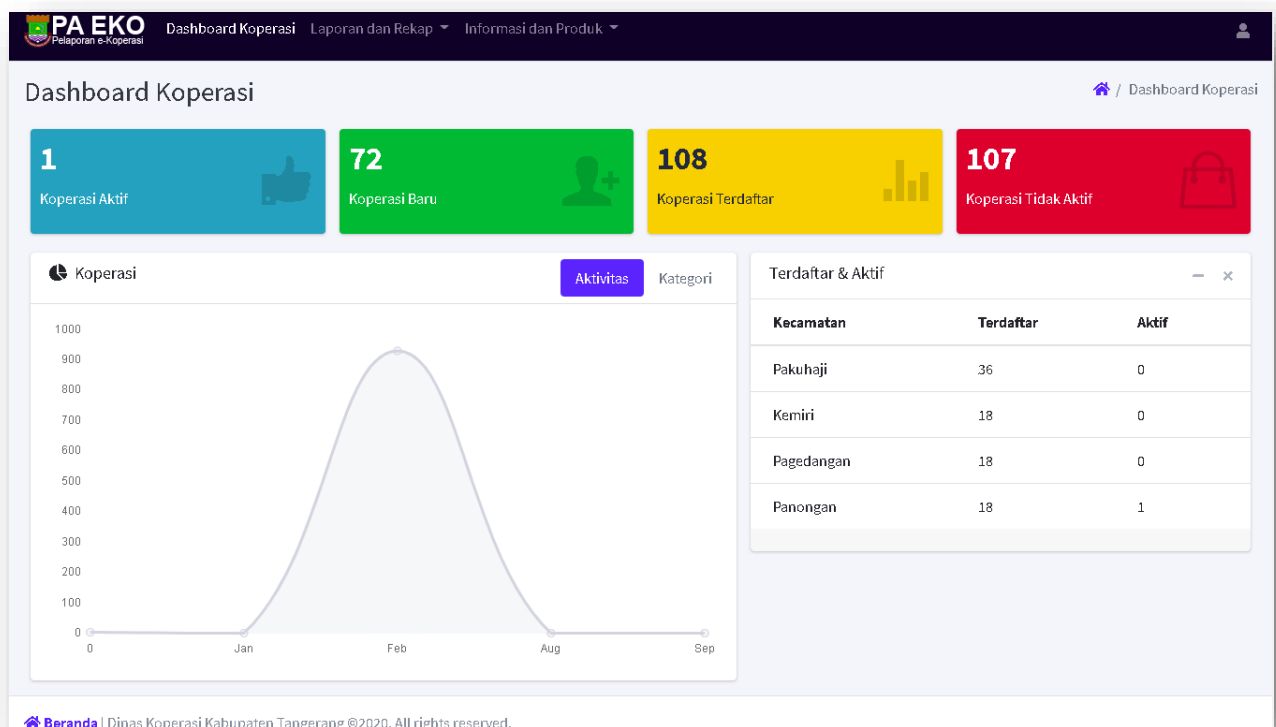 PA EKO
Pelaporan e-Koperasi
Dashboard Koperasi Laporan dan Rekap Informasi dan Produk
Dashboard Koperasi
/ Dashboard Koperasi
1
Koperasi Aktif
72
Koperasi Baru
108
Koperasi Terdaftar
107
Koperasi Tidak Aktif
Koperasi
Aktivitas Kategori
1000
900
800
700
600
500
400
300
200
100
0
0 Jan Feb Aug Sep
Terdaftar & Aktif
Kecamatan Terdaftar Aktif
Pakuhaji 36 0
Kemiri 18 0
Pagedangan 18 0
Panongan 18 1
Beranda | Dinas Koperasi Kabupaten Tangerang @2020. All rights reserved.